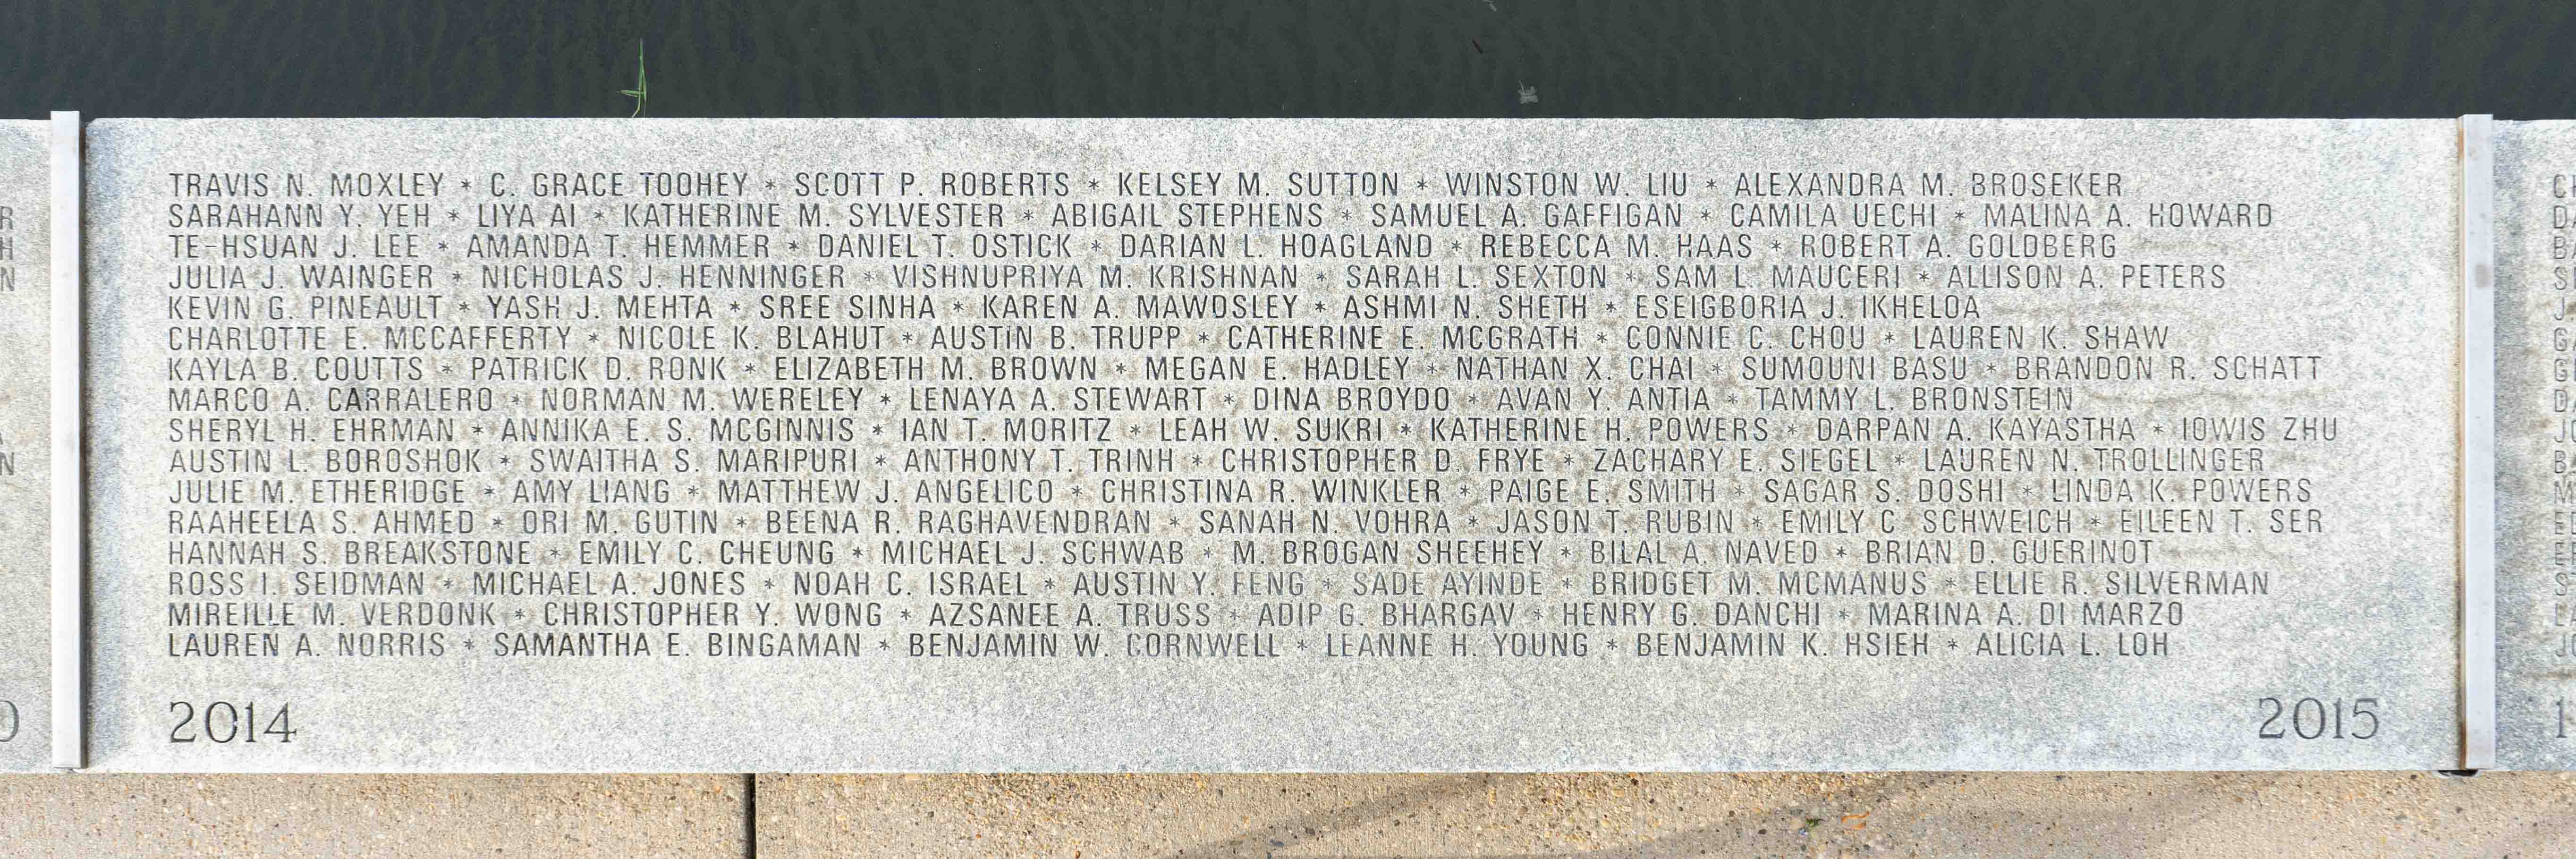 TRAVIS N. MOXLEY * C. GRACE TOOHEY * SCOTT P. ROBERTS * KELSEY M. SUTTON * WINSTON W. LIU * ALEXANDRA M. BROSEKER
SARAHANN Y. YEH * LIYA AI * KATHERINE M. SYLVESTER * ABIGAIL STEPHENS * SAMUEL A. GAFFIGAN * CAMILA UECHI * MALINA A. HOWARD
TE-HSUAN J. LEE * AMANDA T. HEMMER * DANIEL T. OSTICK * DARIAN L. HOAGLAND * REBECCA M. HAAS * ROBERT A. GOLDBERG
JULIA J. WAINGER * NICHOLAS J. HENNINGER * VISHNUPRIYA M. KRISHNAN * SARAH L. SEXTON * SAM L. MAUCERI * ALLISON A. PETERS
KEVIN G. PINEAULT * YASH J. MEHTA * SREE SINHA * KAREN A. MAWDSLEY * ASHMI N. SHETH * ESEIGBORIA J. IKHELOA
CHARLOTTE E. MCCAFFERTY * NICOLE K. BLAHUT * AUSTIN B. TRUPP * CATHERINE E. MCGRATH * CONNIE C. CHOU * LAUREN K. SHAW
KAYLA B. COUTTS * PATRICK D. RONK * ELIZABETH M. BROWN * MEGAN E. HADLEY * NATHAN X. CHAI * SUMOUNI BASU * BRANDON R. SCHATT
MARCO A. CARRALERO * NORMAN M. WERELEY * LENAYA A. STEWART * DINA BROYDO * AVAN Y. ANTIA * TAMMY L. BRONSTEIN
SHERYL H. EHRMAN * ANNIKA E. S. MCGINNIS * IAN T. MORITZ * LEAH W. SUKRI * KATHERINE H. POWERS * DARPAN A. KAYASTHA * IOWIS ZHU
AUSTIN L. BOROSHOK * SWAITHA S. MARIPURI * ANTHONY T. TRINH * CHRISTOPHER D. FRYE * ZACHARY E. SIEGEL * LAUREN N. TROLLINGER
JULIE M. ETHERIDGE * AMY LIANG * MATTHEW J. ANGELICO * CHRISTINA R. WINKLER * PAIGE E. SMITH * SAGAR S. DOSHI * LINDA K. POWERS
RAAHEELA S. AHMED * ORI M. GUTIN * BEENA R. RAGHAVENDRAN * SANAH N. VOHRA * JASON T. RUBIN * EMILY C. SCHWEICH * EILEEN T. SER
HANNAH S. BREAKSTONE * EMILY C. CHEUNG * MICHAEL J. SCHWAB * M. BROGAN SHEEHEY * BILAL A. NAVED * BRIAN D. GUERINOT
ROSS I. SEIDMAN * MICHAEL A. JONES * NOAH C. ISRAEL * AUSTIN Y. FENG * SADE AYINDE * BRIDGET M. MCMANUS * ELLIE R. SILVERMAN
MIREILLE M. VERDONK * CHRISTOPHER Y. WONG * AZSANEE A. TRUSS * ADIP G. BHARGAV * HENRY G. DANCHI * MARINA A. DI MARZO
LAUREN A. NORRIS * SAMANTHA E. BINGAMAN * BENJAMIN W. CORNWELL * LEANNE H. YOUNG * BENJAMIN K. HSIEH * ALICIA L. LOH
2014 2015